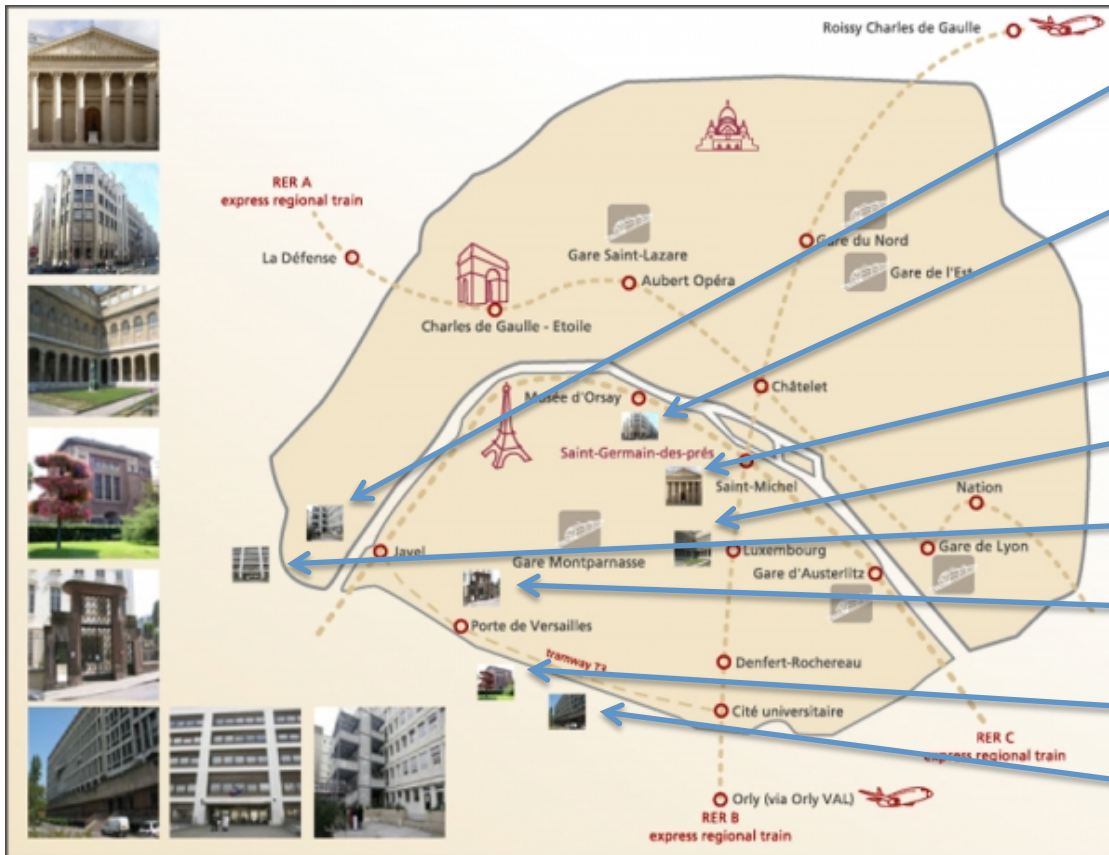 Roissy Charles de Gaulle
RER A
express regional train
La Défense
Gare Saint-Lazare
Gare du Nord
Aubert Opéra
Gare de l'Est
Charles de Gaulle - Etoile
Musée d'Orsay
Châtelet
Saint-Germain-des-prés
Saint-Michel
Nation
Javel
Gare Montparnasse
Luxembourg
Gare de Lyon
Gare d'Austerlitz
Porte de Versailles
tramway T3
Denfert-Rochereau
Cité universitaire
RER C
express regional train
Orly (via Orly VAL)
RER B
express regional train